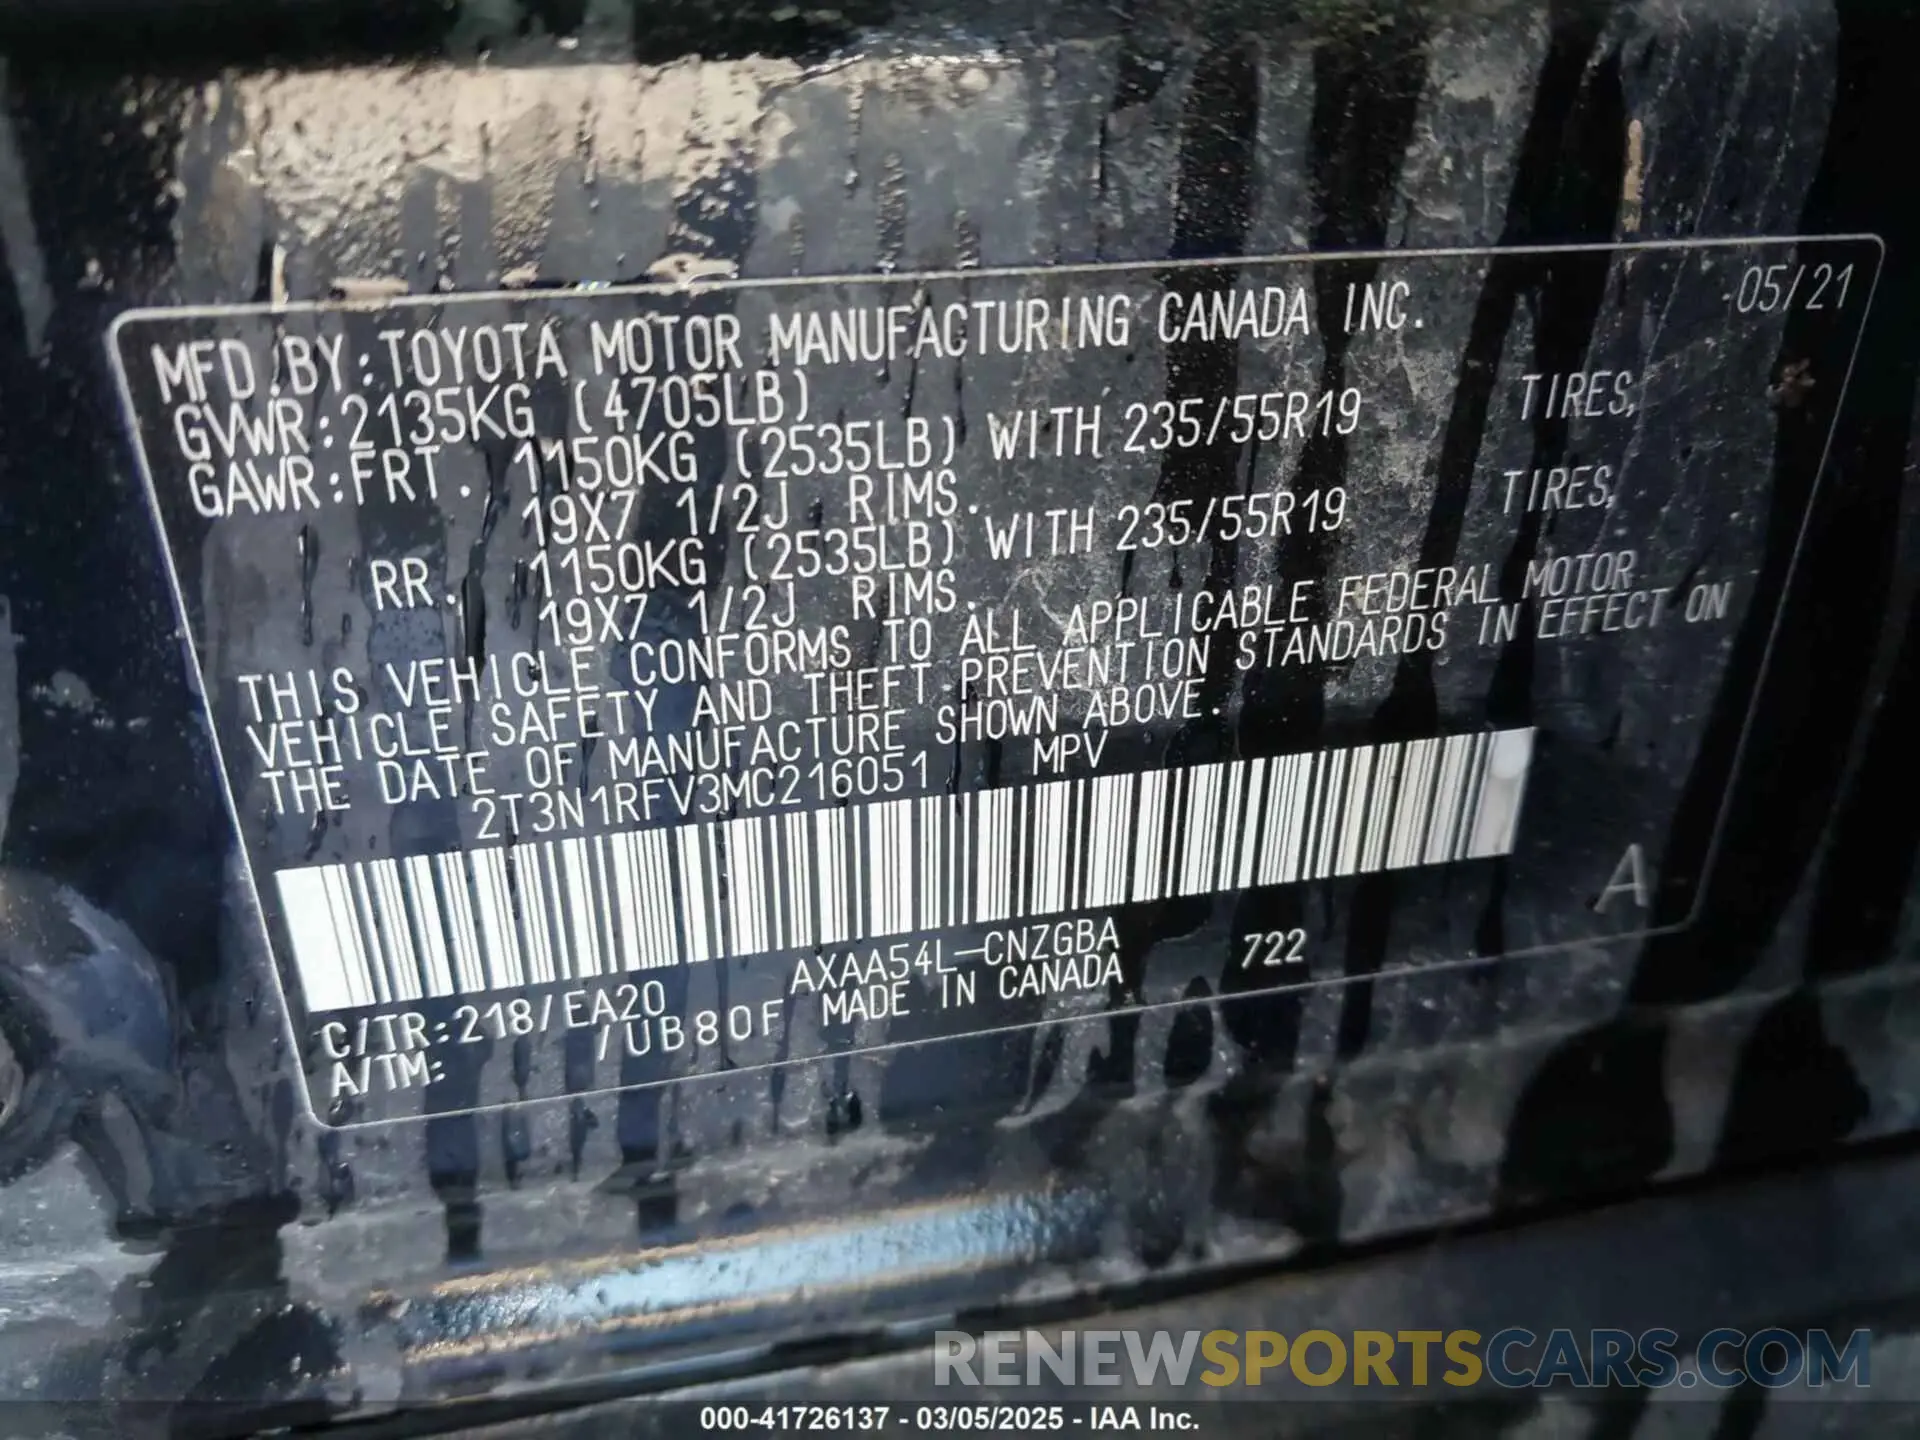 MFD.BY:TOYOTA MOTOR MANUFACTURING CANADA INC. 05/21
GVWR:2135KG (4705LB)
GAWR:FRT. 1150KG (2535LB) WITH 235/55R19 TIRES,
19X7 1/2J RIMS.
RR. 1150KG (2535LB) WITH 235/55R19 TIRES,
19X7 1/2J RIMS.
THIS VEHICLE CONFORMS TO ALL APPLICABLE FEDERAL MOTOR
VEHICLE SAFETY AND THEFT PREVENTION STANDARDS IN EFFECT ON
THE DATE OF MANUFACTURE SHOWN ABOVE.
2T3N1RFV3MC216051 MPV
A
C/TR:218/EA20 AXAA54L-CNZGBA 722
A/TM: /UB80F MADE IN CANADA
RENEWSPORTSCARS.COM
000-41726137 - 03/05/2025 - IAA Inc.